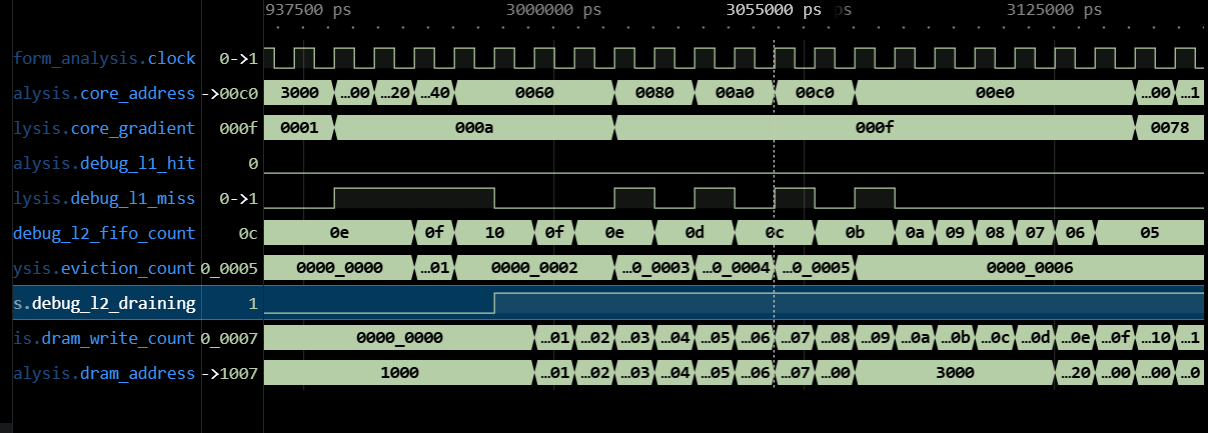 937500 ps 3000000 ps 3055000 ps ps 3125000 ps
form_analysis.clock 0->1
alysis.core_address ->00c0 3000 …00 …20 …40 0060 0080 00a0 00c0 00e0 …00 …1
lysis.core_gradient 000f 0001 000a 000f 0078
alysis.debug_l1_hit 0
lysis.debug_l1_miss 0->1
debug_l2_fifo_count 0c 0e 0f 10 0f 0e 0d 0c 0b 0a 09 08 07 06 05
ysis.eviction_count 0_0005 0000_0000 …01 0000_0002 …0_0003 …0_0004 …0_0005 0000_0006
s.debug_l2_draining 1
is.dram_write_count 0_0007 0000_0000 …01 …02 …03 …04 …05 …06 …07 …08 …09 …0a …0b …0c …0d …0e …0f …10 …1
alysis.dram_address ->1007 1000 …01 …02 …03 …04 …05 …06 …07 …00 3000 …20 …00 …00 …0